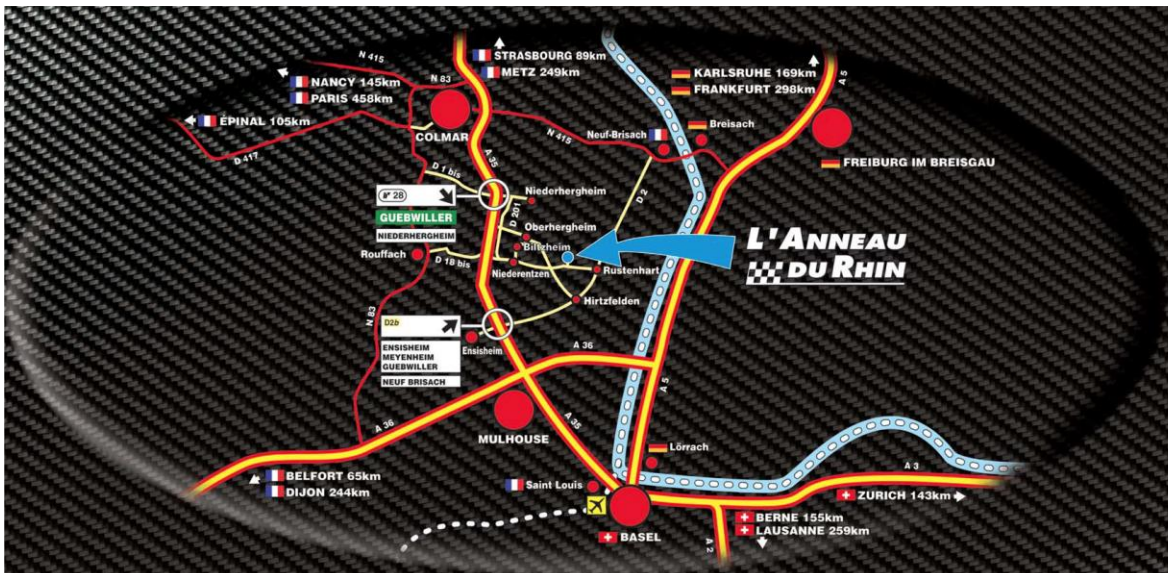 N 415
STRASBOURG 89km
METZ 249km
N 83
NANCY 145km
PARIS 458km
ÉPINAL 105km
COLMAR
D 417
KARLSRUHE 169km
FRANKFURT 298km
A 5
Breisach
Neuf-Brisach
N 415
FREIBURG IM BREISGAU
A 35
D 1 bis
28
GUEBWILLER
NIEDERHERGHEIM
Niederhergheim
D 201
D 2
Oberhergheim
Biltzheim
Rouffach
D 18 bis
Niederentzen
Rustenhart
L'ANNEAU
DU RHIN
Hirtzfelden
N 83
D2b
ENSISHEIM
MEYENHEIM
GUEBWILLER
NEUF BRISACH
Ensisheim
A 36
A 5
MULHOUSE
A 35
A 36
BELFORT 65km
DIJON 244km
Lörrach
Saint Louis
BASEL
A 3
ZURICH 143km
BERNE 155km
LAUSANNE 259km
A 2